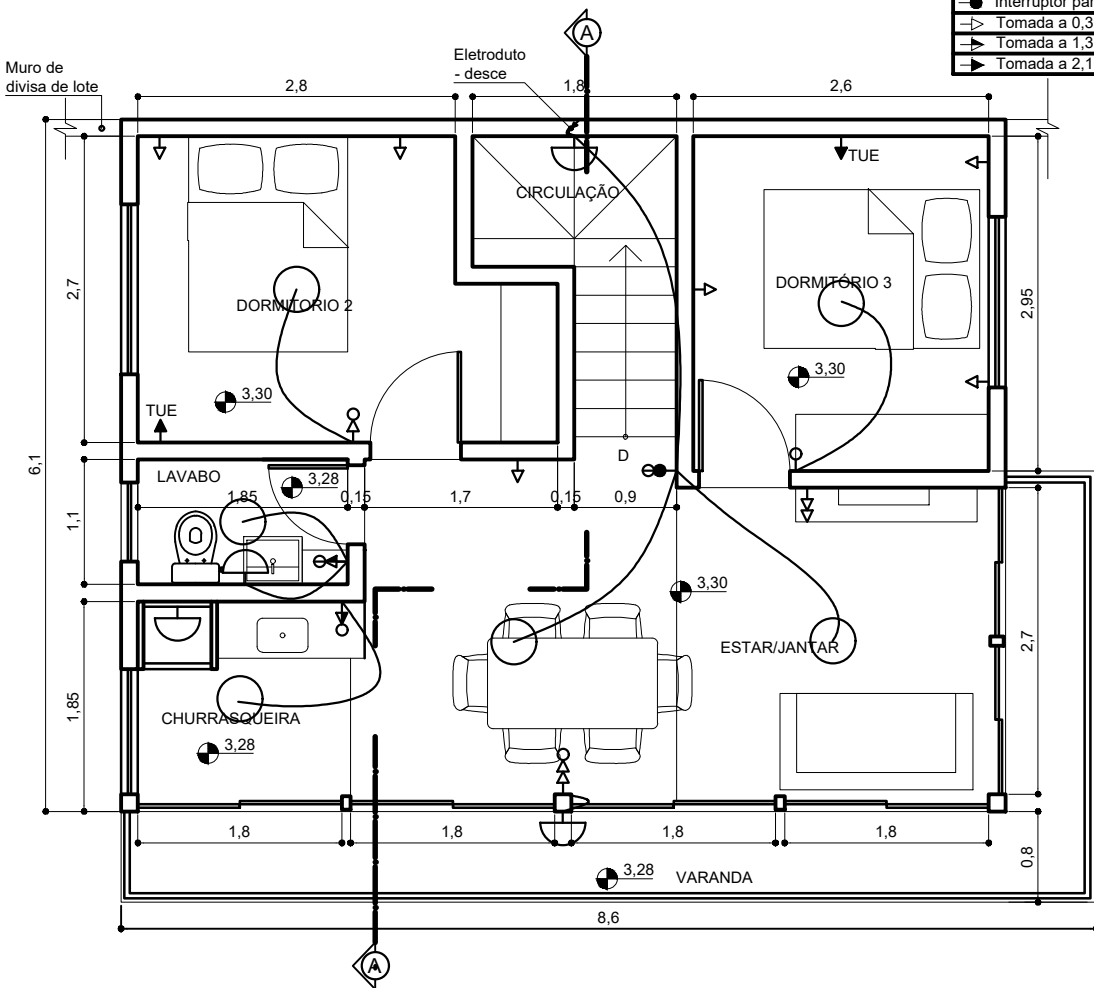 Interruptor par
Tomada a 0,3
Tomada a 1,3
Tomada a 2,1
A
Eletroduto
- desce
Muro de
divisa de lote
2,8
1,8
2,6
TUE
CIRCULAÇÃO
DORMITÓRIO 2
DORMITÓRIO 3
2,7
2,95
3,30
3,30
TUE
6,1
D
LAVABO
3,28
1,85
0,15
1,7
0,15
0,9
1,1
3,30
ESTAR/JANTAR
2,7
1,85
CHURRASQUEIRA
3,28
1,8
1,8
1,8
1,8
0,8
3,28
VARANDA
8,6
A